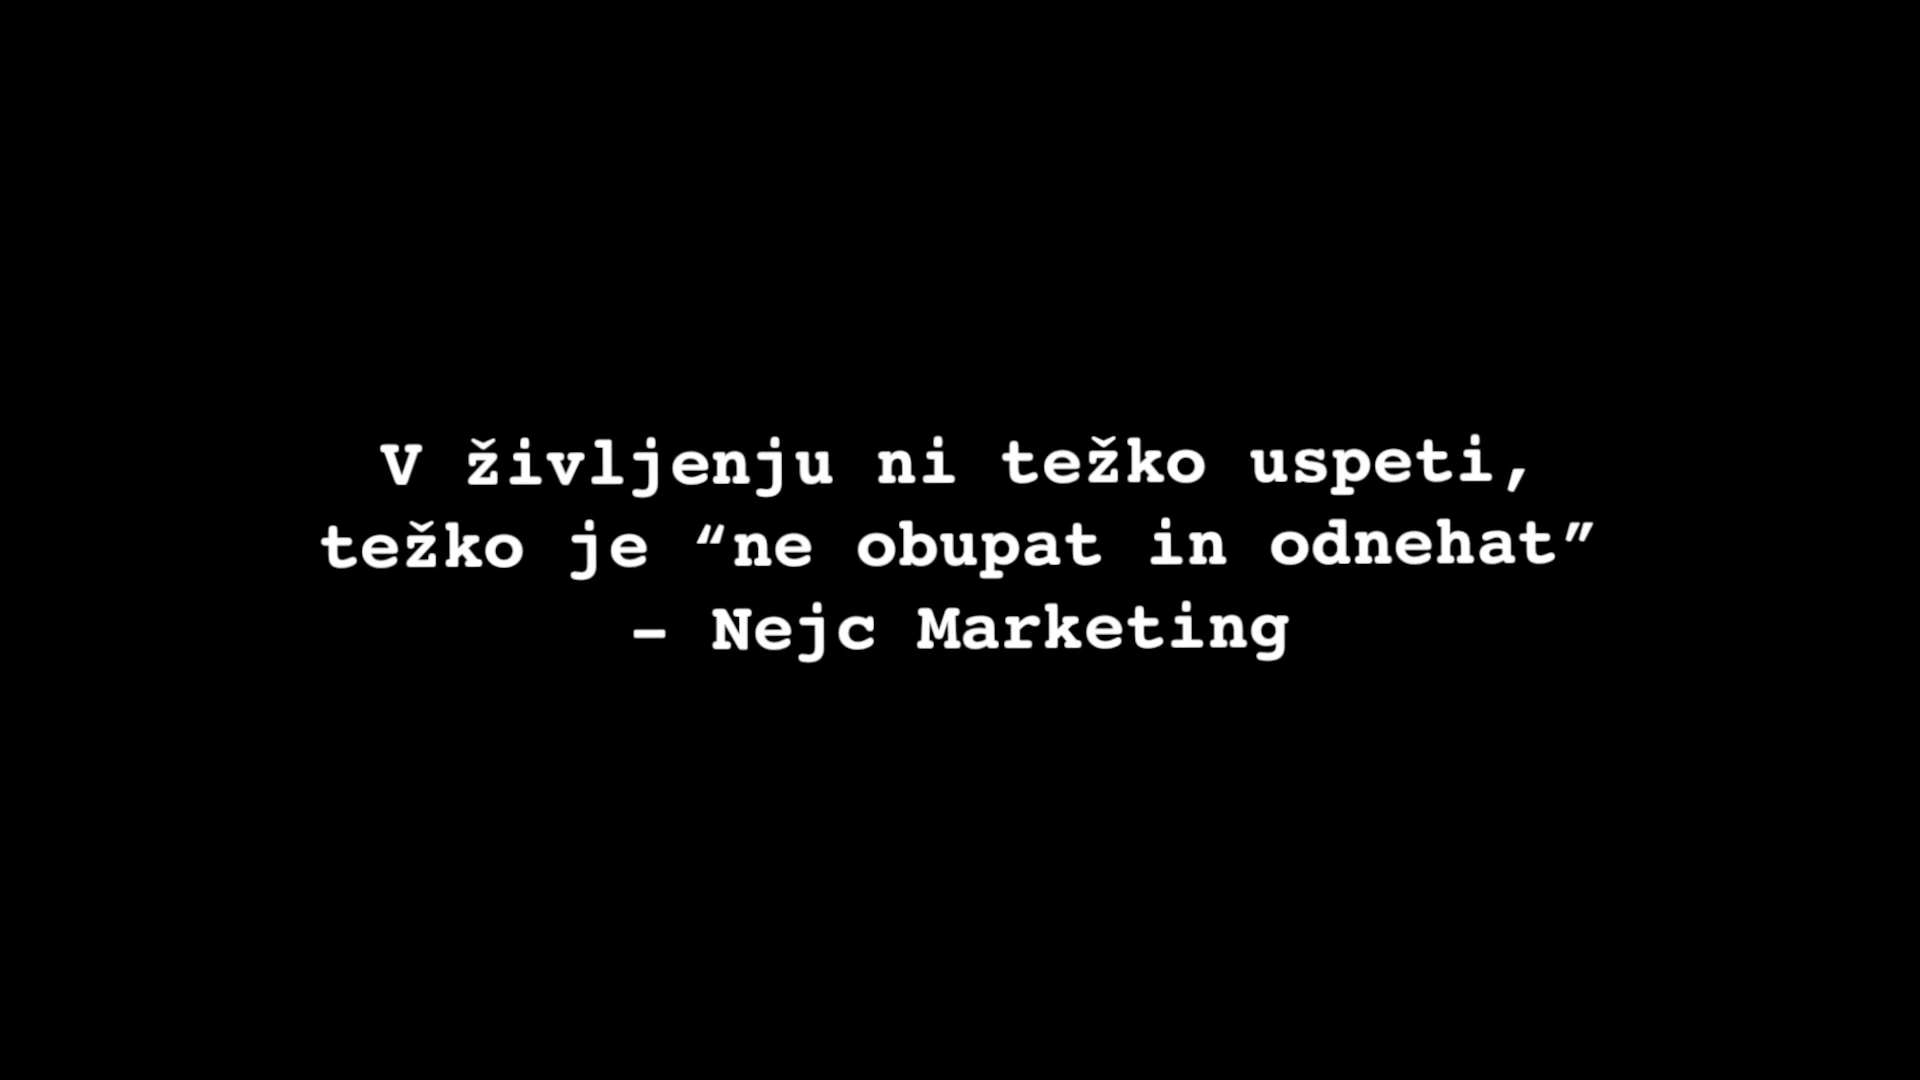 V življenju ni težko uspeti,
težko je “ne obupat in odnehat”
– Nejc Marketing